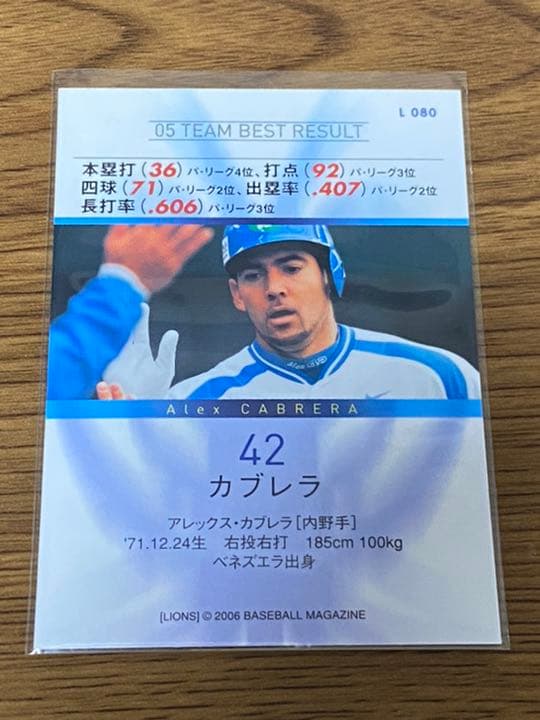 L 080
05 TEAM BEST RESULT
本塁打(36)パ・リーグ4位、打点(92)パ・リーグ3位
四球(71)パ・リーグ2位、出塁率(.407)パ・リーグ2位
長打率(.606)パ・リーグ3位
Alex CABRERA
42
カブレラ
アレックス・カブレラ[内野手]
'71.12.24生 右投右打 185cm 100kg
ベネズエラ出身
[LIONS] © 2006 BASEBALL MAGAZINE